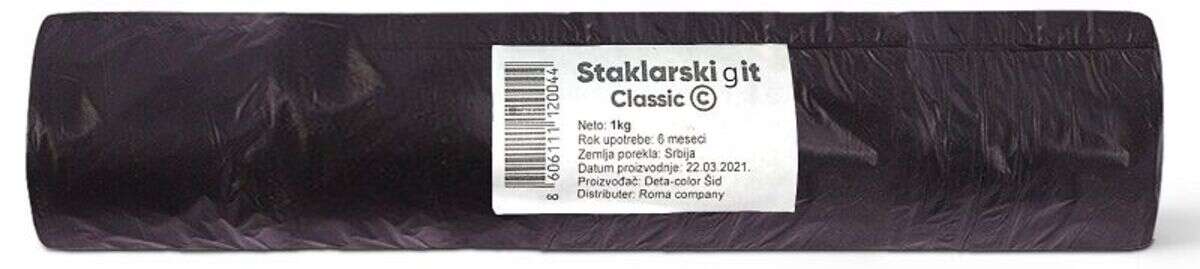 Staklarski git
Classic ©
Neto: 1kg
Rok upotrebe: 6 meseci
Zemlja porekla: Srbija
Datum proizvodnje: 22.03.2021.
Proizvođač: Deta-color Šid
Distributer: Roma company
8 606111 120044